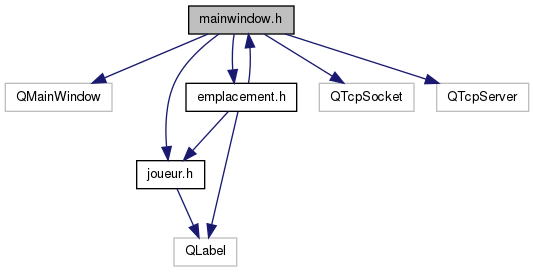 mainwindow.h
QMainWindow
emplacement.h
QTcpSocket
QTcpServer
joueur.h
QLabel